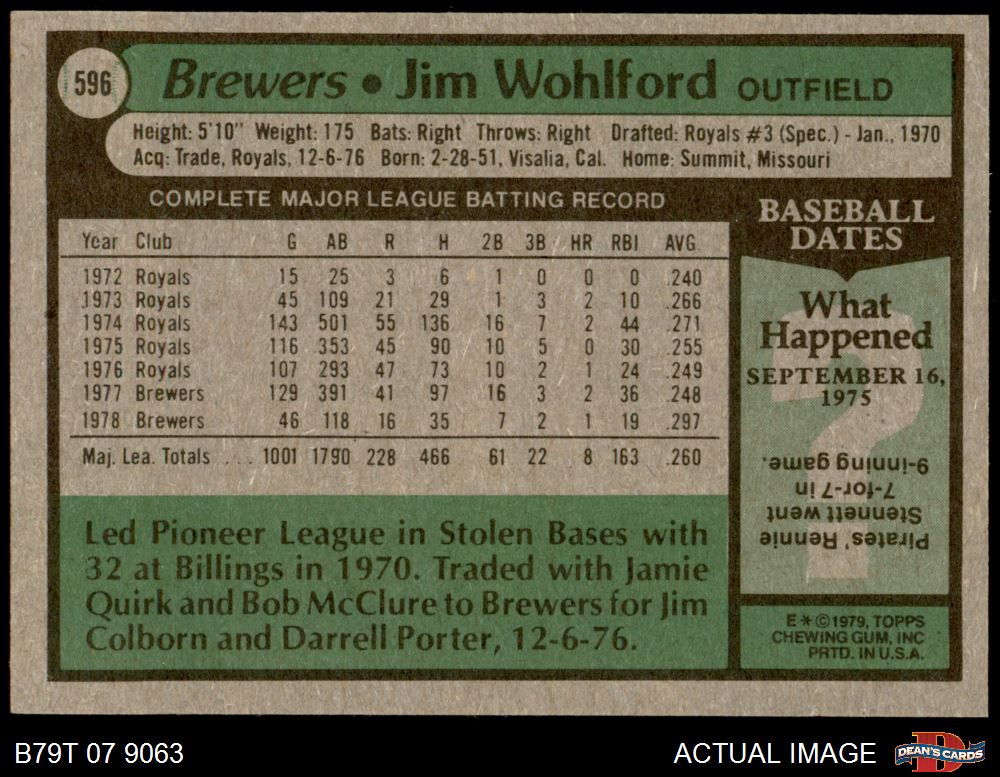 596
Brewers • Jim Wohlford OUTFIELD
Height: 5'10" Weight: 175 Bats: Right Throws: Right Drafted: Royals #3 (Spec.) - Jan., 1970
Acq: Trade, Royals, 12-6-76 Born: 2-28-51, Visalia, Cal. Home: Summit, Missouri
COMPLETE MAJOR LEAGUE BATTING RECORD
Year Club G AB R H 2B 3B HR RBI AVG.
1972 Royals 15 25 3 6 1 0 0 0 .240
1973 Royals 45 109 21 29 1 3 2 10 .266
1974 Royals 143 501 55 136 16 7 2 44 .271
1975 Royals 116 353 45 90 10 5 0 30 .255
1976 Royals 107 293 47 73 10 2 1 24 .249
1977 Brewers 129 391 41 97 16 3 2 36 .248
1978 Brewers 46 118 16 35 7 2 1 19 .297
Maj. Lea. Totals ... 1001 1790 228 466 61 22 8 163 .260
Led Pioneer League in Stolen Bases with
32 at Billings in 1970. Traded with Jamie
Quirk and Bob McClure to Brewers for Jim
Colborn and Darrell Porter, 12-6-76.
BASEBALL
DATES
What
Happened
SEPTEMBER 16,
1975
?
Pirates' Rennie
Stennett went
7-for-7 in
9-inning game.
E*©1979, TOPPS
CHEWING GUM, INC
PRTD. IN U.S.A.
B79T 07 9063
ACTUAL IMAGE
D
DEAN'S CARDS